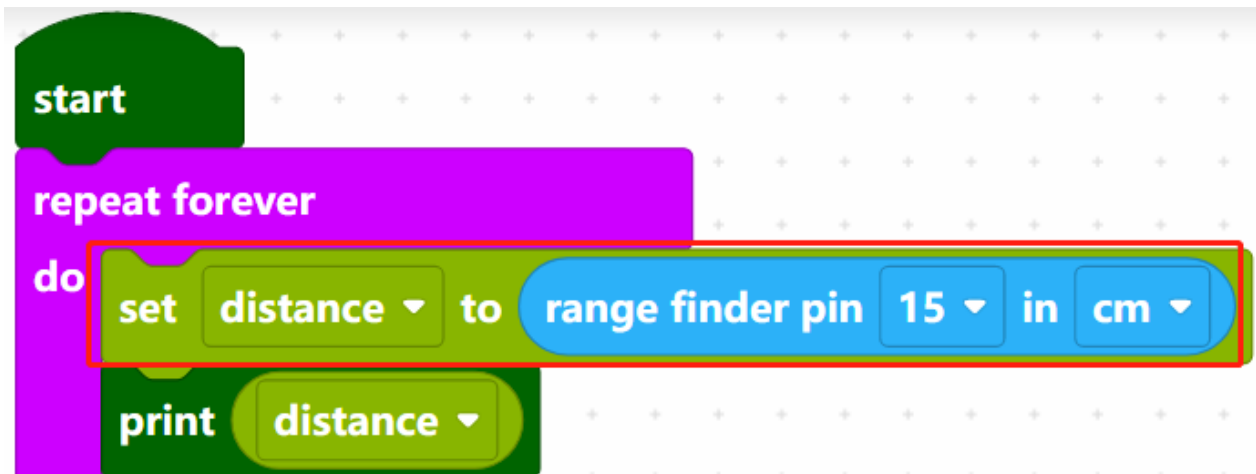 start
repeat forever
do
set distance to range finder pin 15 in cm
print distance